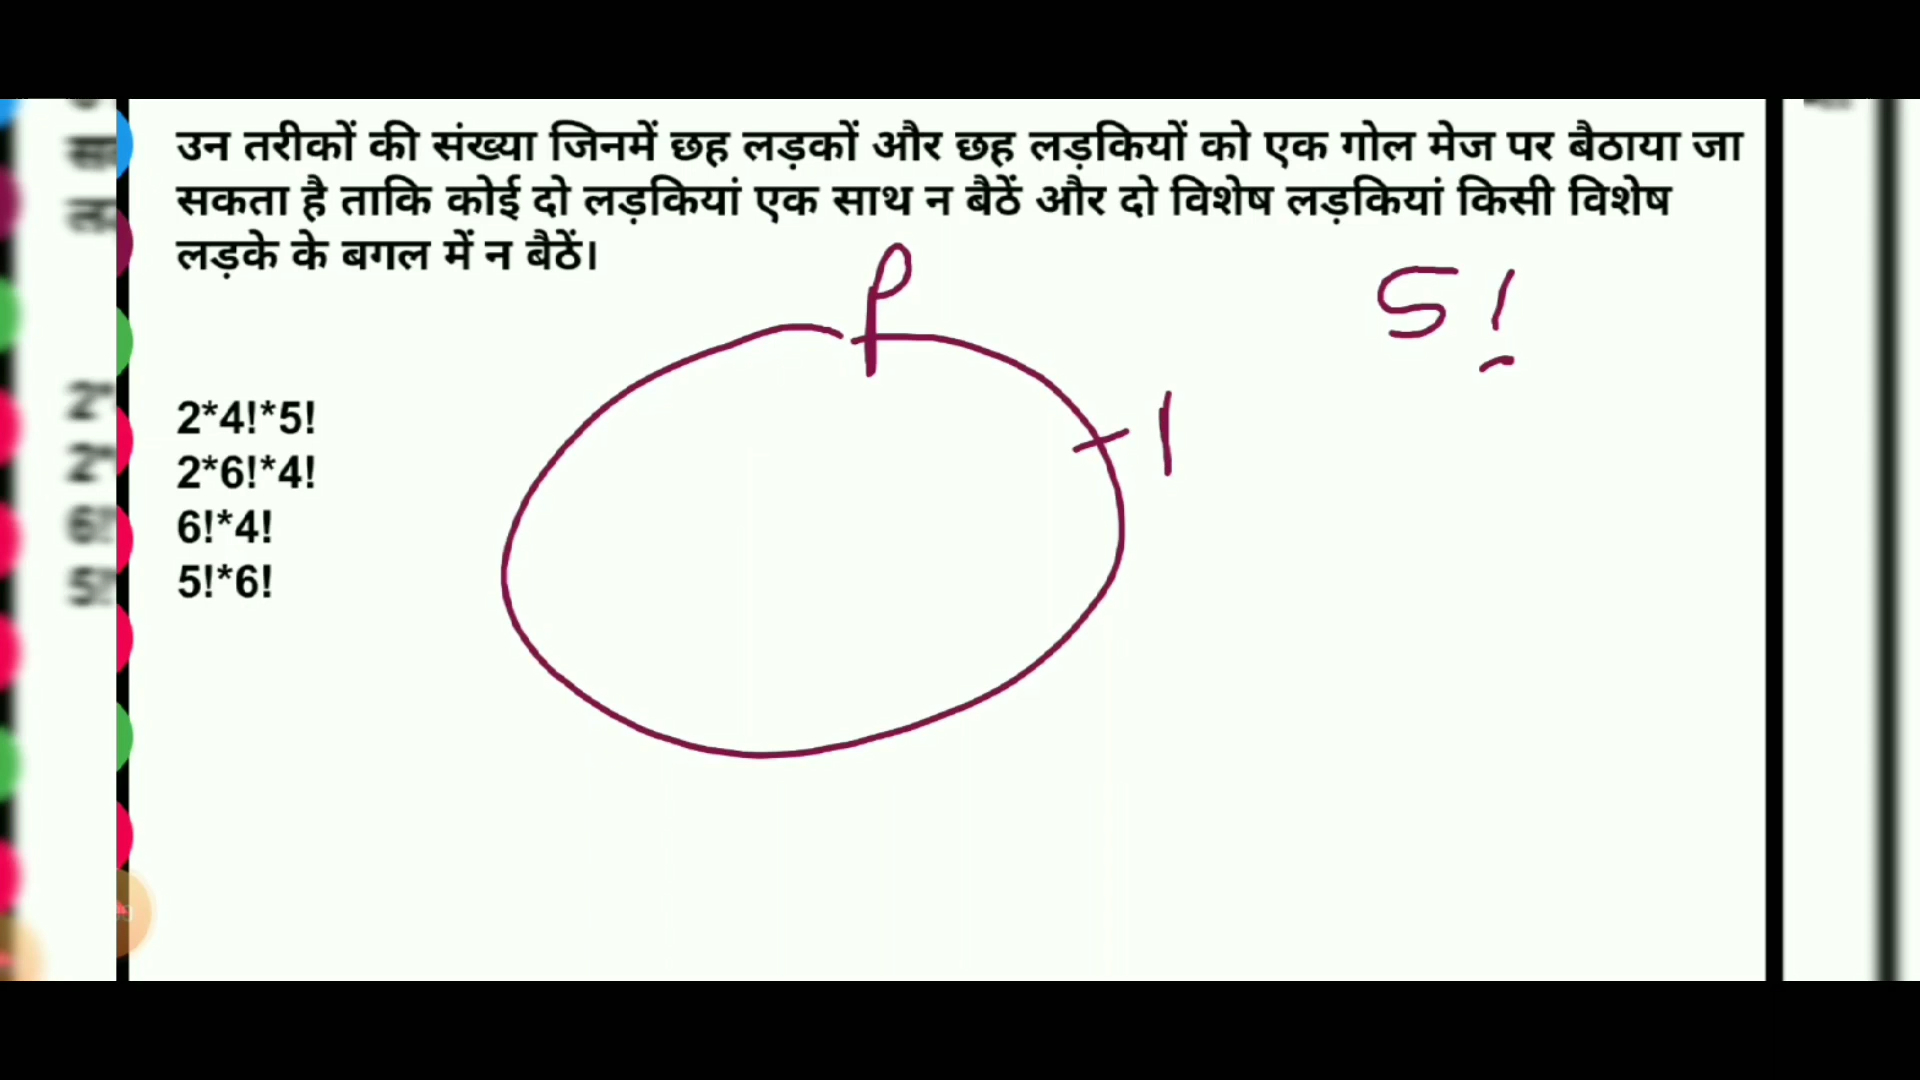 उन तरीकों की संख्या जिनमें छह लड़कों और छह लड़कियों को एक गोल मेज पर बैठाया जा
सकता है ताकि कोई दो लड़कियां एक साथ न बैठें और दो विशेष लड़कियां किसी विशेष
लड़के के बगल में न बैठें।
5!
1
2*4!*5!
2*6!*4!
6!*4!
5!*6!